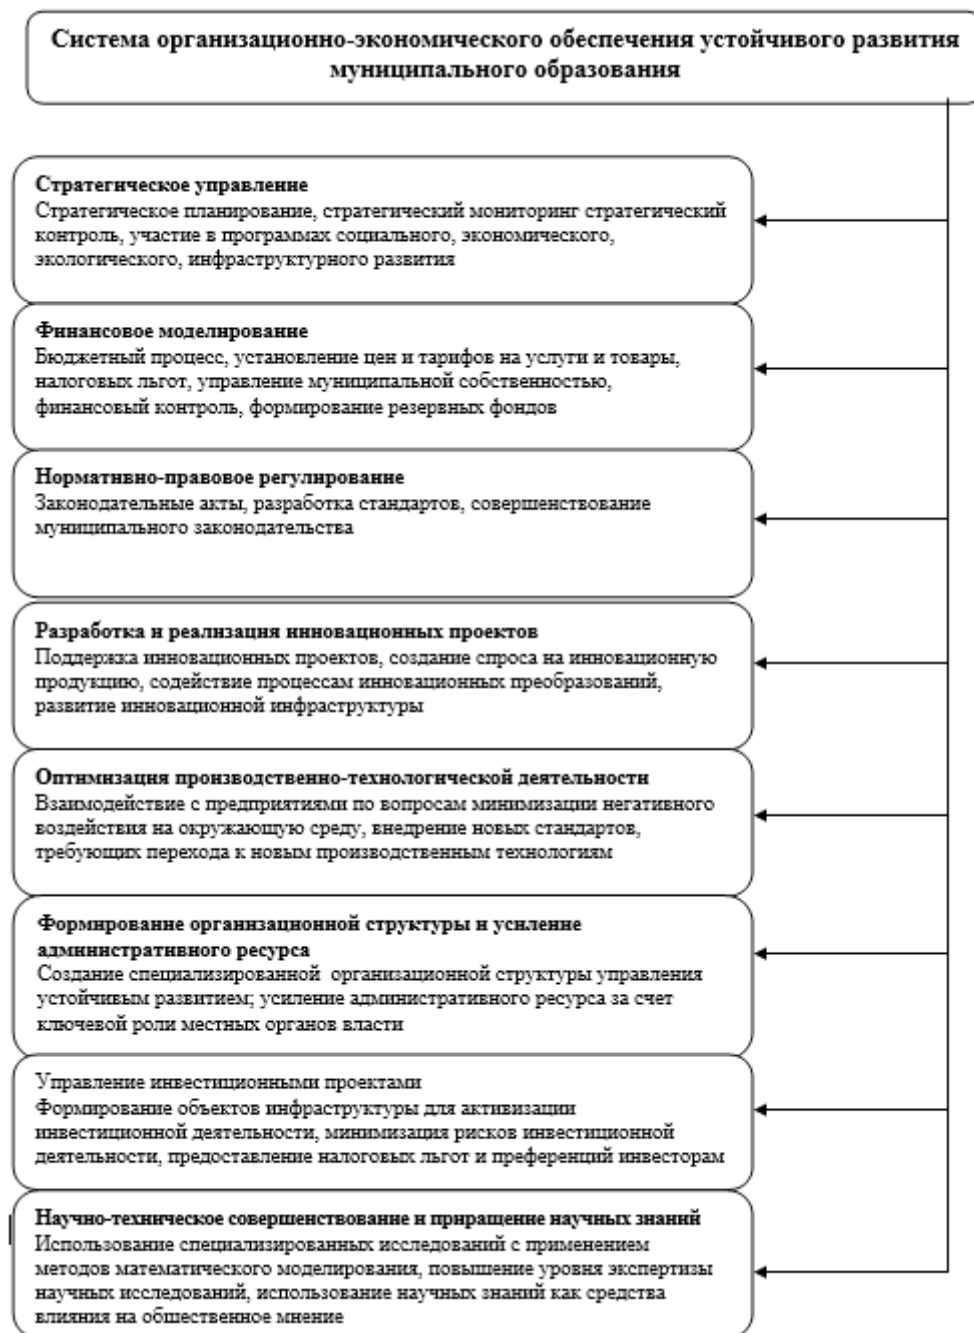 Система организационно-экономического обеспечения устойчивого развития
муниципального образования
Стратегическое управление
Стратегическое планирование, стратегический мониторинг стратегический
контроль, участие в программах социального, экономического,
экологического, инфраструктурного развития
Финансовое моделирование
Бюджетный процесс, установление цен и тарифов на услуги и товары,
налоговых льгот, управление муниципальной собственностью,
финансовый контроль, формирование резервных фондов
Нормативно-правовое регулирование
Законодательные акты, разработка стандартов, совершенствование
муниципального законодательства
Разработка и реализация инновационных проектов
Поддержка инновационных проектов, создание спроса на инновационную
продукцию, содействие процессам инновационных преобразований,
развитие инновационной инфраструктуры
Оптимизация производственно-технологической деятельности
Взаимодействие с предприятиями по вопросам минимизации негативного
воздействия на окружающую среду, внедрение новых стандартов,
требующих перехода к новым производственным технологиям
Формирование организационной структуры и усиление
административного ресурса
Создание специализированной организационной структуры управления
устойчивым развитием; усиление административного ресурса за счет
ключевой роли местных органов власти
Управление инвестиционными проектами
Формирование объектов инфраструктуры для активизации
инвестиционной деятельности, минимизация рисков инвестиционной
деятельности, предоставление налоговых льгот и преференций инвесторам
Научно-техническое совершенствование и приращение научных знаний
Использование специализированных исследований с применением
методов математического моделирования, повышение уровня экспертизы
научных исследований, использование научных знаний как средства
влияния на общественное мнение